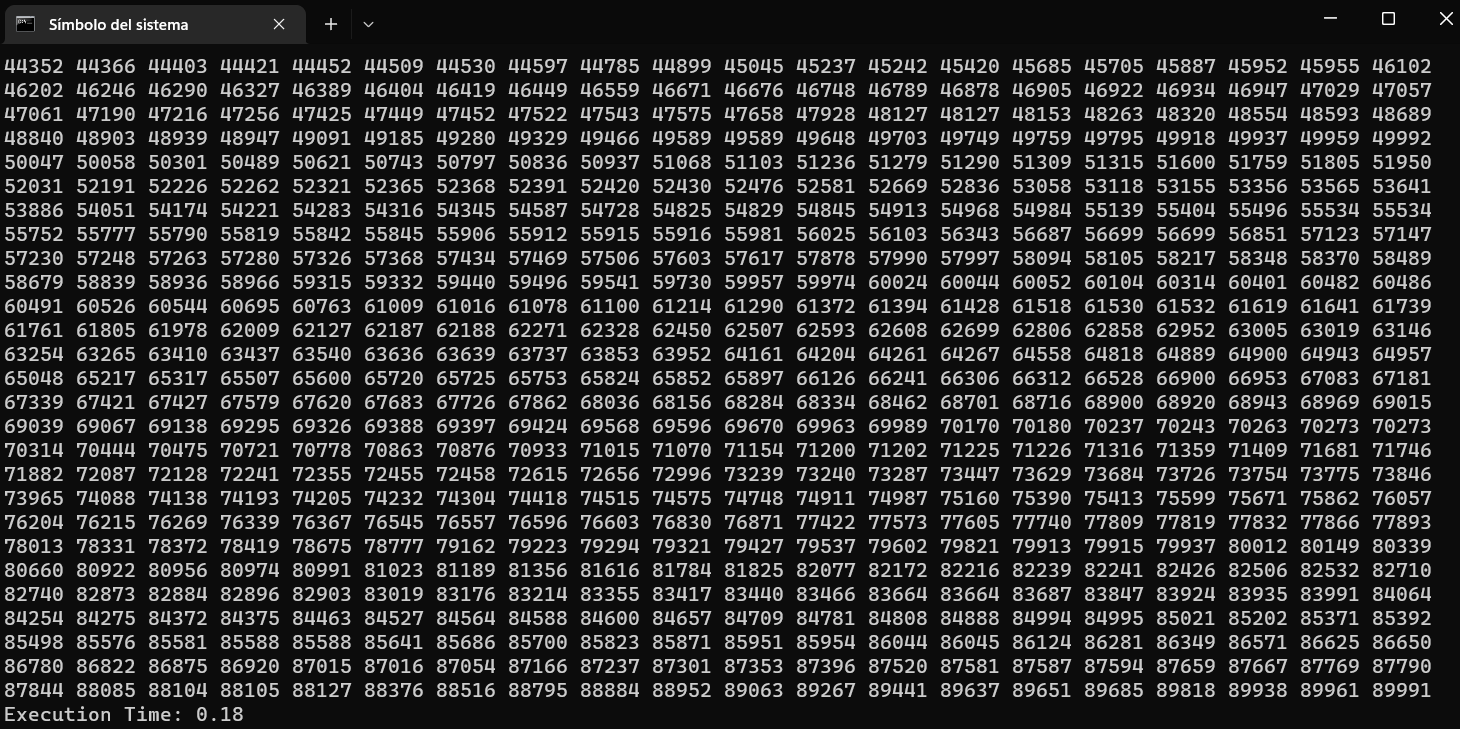 Símbolo del sistema
44352 44366 44403 44421 44452 44509 44530 44597 44785 44899 45045 45237 45242 45420 45685 45705 45887 45952 45955 46102
46202 46246 46290 46327 46389 46404 46419 46449 46559 46671 46676 46748 46789 46878 46905 46922 46934 46947 47029 47057
47061 47190 47216 47256 47425 47449 47452 47522 47543 47575 47658 47928 48127 48127 48153 48263 48320 48554 48593 48689
48840 48903 48939 48947 49091 49185 49280 49329 49466 49589 49589 49648 49703 49749 49759 49795 49918 49937 49959 49992
50047 50058 50301 50489 50621 50743 50797 50836 50937 51068 51103 51236 51279 51290 51309 51315 51600 51759 51805 51950
52031 52191 52226 52262 52321 52365 52368 52391 52420 52430 52476 52581 52669 52836 53058 53118 53155 53356 53565 53641
53886 54051 54174 54221 54283 54316 54345 54587 54728 54825 54829 54845 54913 54968 54984 55139 55404 55496 55534 55534
55752 55777 55790 55819 55842 55845 55906 55912 55915 55916 55981 56025 56103 56343 56687 56699 56699 56851 57123 57147
57230 57248 57263 57280 57326 57368 57434 57469 57506 57603 57617 57878 57990 57997 58094 58105 58217 58348 58370 58489
58679 58839 58936 58966 59315 59332 59440 59496 59541 59730 59957 59974 60024 60044 60052 60104 60314 60401 60482 60486
60491 60526 60544 60695 60763 61009 61016 61078 61100 61214 61290 61372 61394 61428 61518 61530 61532 61619 61641 61739
61761 61805 61978 62009 62127 62187 62188 62271 62328 62450 62507 62593 62608 62699 62806 62858 62952 63005 63019 63146
63254 63265 63410 63437 63540 63636 63639 63737 63853 63952 64161 64204 64261 64267 64558 64818 64889 64900 64943 64957
65048 65217 65317 65507 65600 65720 65725 65753 65824 65852 65897 66126 66241 66306 66312 66528 66900 66953 67083 67181
67339 67421 67427 67579 67620 67683 67726 67862 68036 68156 68284 68334 68462 68701 68716 68900 68920 68943 68969 69015
69039 69067 69138 69295 69326 69388 69397 69424 69568 69596 69670 69963 69989 70170 70180 70237 70243 70263 70273 70273
70314 70444 70475 70721 70778 70863 70876 70933 71015 71070 71154 71200 71202 71225 71226 71316 71359 71409 71681 71746
71882 72087 72128 72241 72355 72455 72458 72615 72656 72996 73239 73240 73287 73447 73629 73684 73726 73754 73775 73846
73965 74088 74138 74193 74205 74232 74304 74418 74515 74575 74748 74911 74987 75160 75390 75413 75599 75671 75862 76057
76204 76215 76269 76339 76367 76545 76557 76596 76603 76830 76871 77422 77573 77605 77740 77809 77819 77832 77866 77893
78013 78331 78372 78419 78675 78777 79162 79223 79294 79321 79427 79537 79602 79821 79913 79915 79937 80012 80149 80339
80660 80922 80956 80974 80991 81023 81189 81356 81616 81784 81825 82077 82172 82216 82239 82241 82426 82506 82532 82710
82740 82873 82884 82896 82903 83019 83176 83214 83355 83417 83440 83466 83664 83664 83687 83847 83924 83935 83991 84064
84254 84275 84372 84375 84463 84527 84564 84588 84600 84657 84709 84781 84808 84888 84994 84995 85021 85202 85371 85392
85498 85576 85581 85588 85588 85641 85686 85700 85823 85871 85951 85954 86044 86045 86124 86281 86349 86571 86625 86650
86780 86822 86875 86920 87015 87016 87054 87166 87237 87301 87353 87396 87520 87581 87587 87594 87659 87667 87769 87790
87844 88085 88104 88105 88127 88376 88516 88795 88884 88952 89063 89267 89441 89637 89651 89685 89818 89938 89961 89991
Execution Time: 0.18